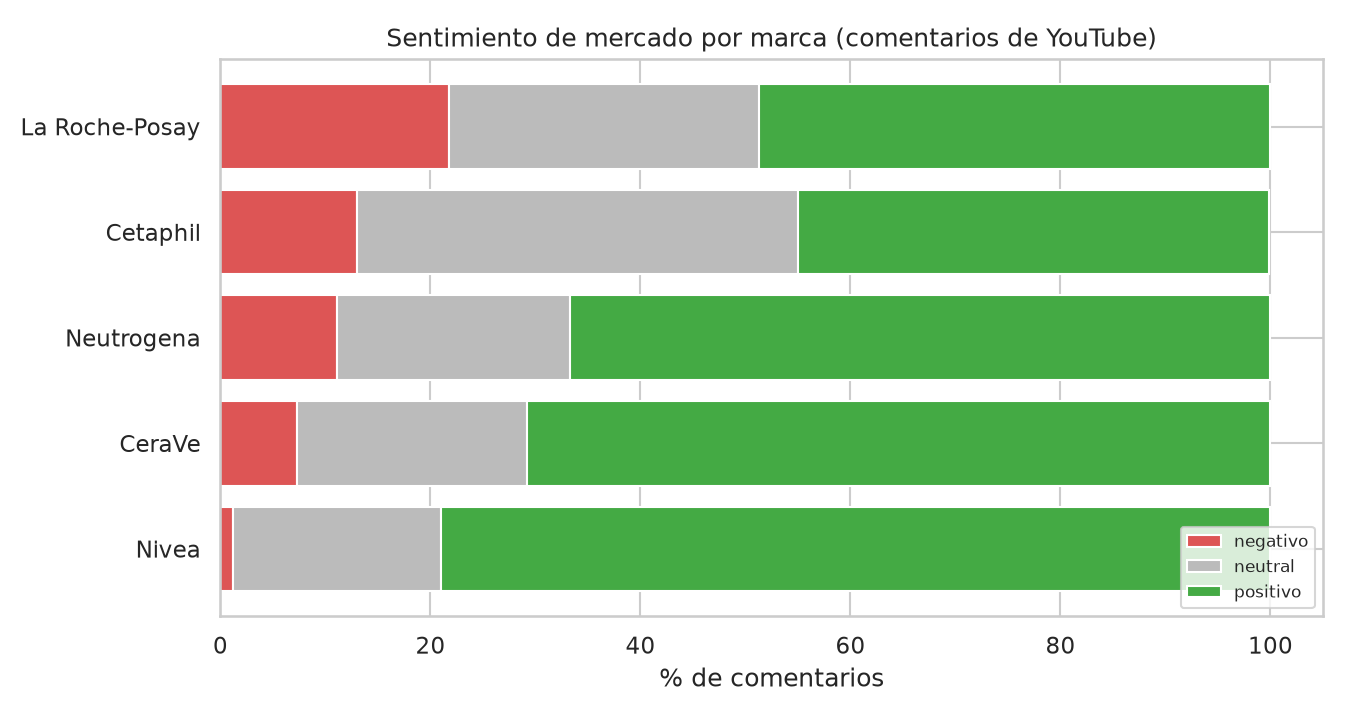 Sentimiento de mercado por marca (comentarios de YouTube)
La Roche-Posay
Cetaphil
Neutrogena
CeraVe
Nivea
negativo
neutral
positivo
0 20 40 60 80 100
% de comentarios